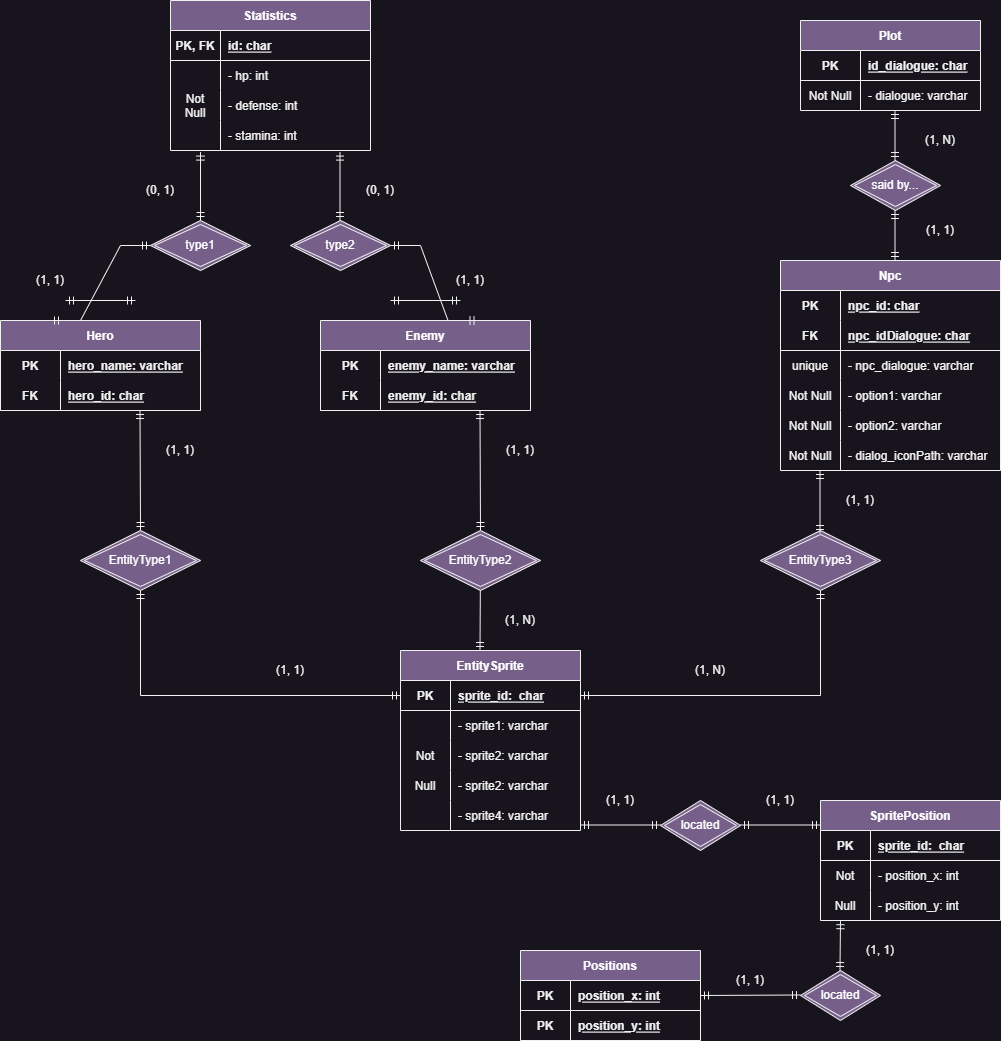 Statistics
PK, FK id: char
Not
Null
- hp: int
- defense: int
- stamina: int
Plot
PK id_dialogue: char
Not Null - dialogue: varchar
(1, N)
said by...
(1, 1)
(0, 1)
(0, 1)
type1
type2
(1, 1)
(1, 1)
Npc
PK npc_id: char
FK npc_idDialogue: char
unique - npc_dialogue: varchar
Not Null - option1: varchar
Not Null - option2: varchar
Not Null - dialog_iconPath: varchar
Hero
PK hero_name: varchar
FK hero_id: char
Enemy
PK enemy_name: varchar
FK enemy_id: char
(1, 1)
(1, 1)
(1, 1)
EntityType1
EntityType2
EntityType3
(1, N)
(1, 1)
(1, N)
EntitySprite
PK sprite_id: char
- sprite1: varchar
Not - sprite2: varchar
Null - sprite2: varchar
- sprite4: varchar
(1, 1)
located
(1, 1)
SpritePosition
PK sprite_id: char
Not - position_x: int
Null - position_y: int
(1, 1)
located
(1, 1)
Positions
PK position_x: int
PK position_y: int